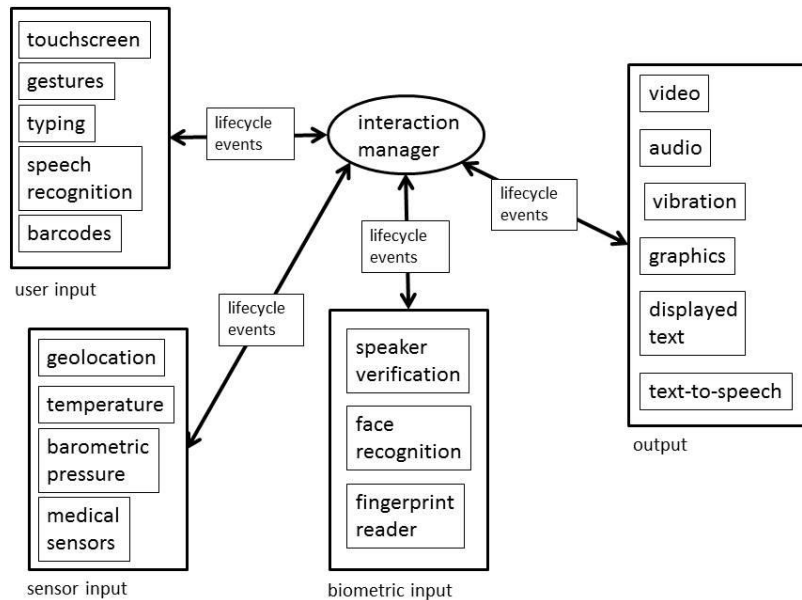 touchscreen
gestures
typing
speech
recognition
barcodes
user input
lifecycle
events
interaction
manager
lifecycle
events
lifecycle
events
lifecycle
events
video
audio
vibration
graphics
displayed
text
text-to-speech
output
geolocation
temperature
barometric
pressure
medical
sensors
sensor input
speaker
verification
face
recognition
fingerprint
reader
biometric input